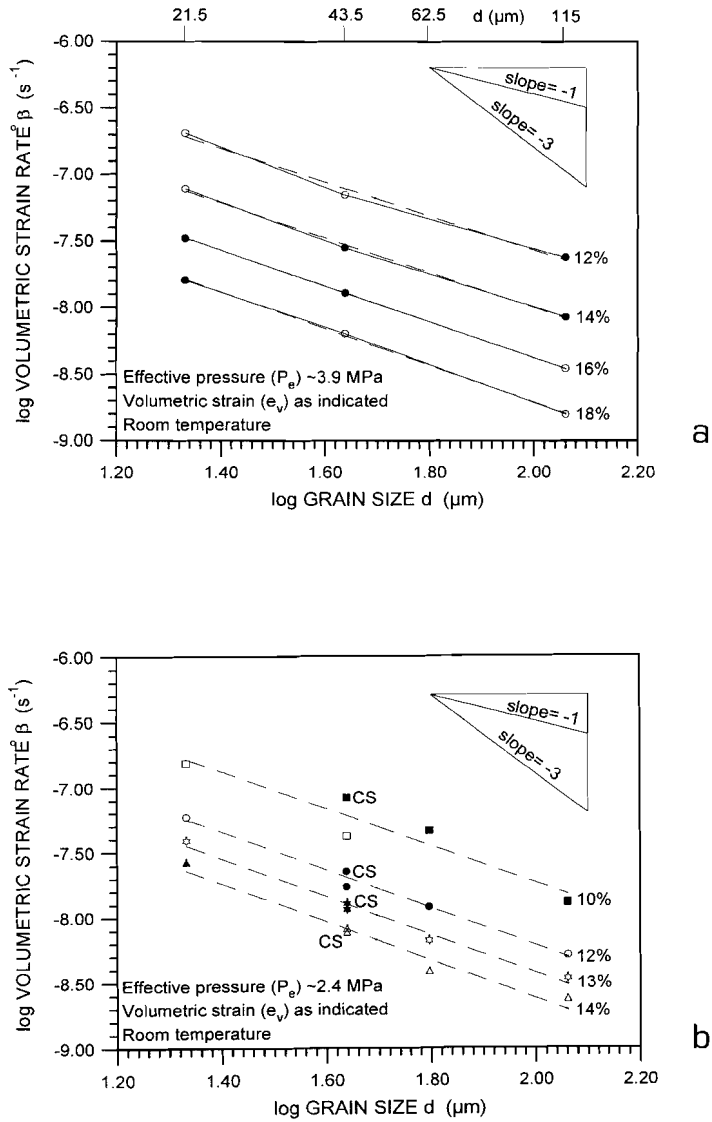 21.5 43.5 62.5 d (µm) 115
-6.00
slope= -1
-6.50
slope= -3
-7.00
-7.50
12%
-8.00
14%
16%
-8.50
18%
-9.00
log VOLUMETRIC STRAIN RATE β̊ (s⁻¹)
Effective pressure (Pₑ) ~3.9 MPa
Volumetric strain (eᵥ) as indicated
Room temperature
1.20 1.40 1.60 1.80 2.00 2.20
log GRAIN SIZE d (µm)
a
-6.00
slope= -1
-6.50
slope= -3
-7.00
CS
-7.50
CS
10%
-8.00
CS
CS
12%
13%
-8.50
14%
-9.00
log VOLUMETRIC STRAIN RATE β̊ (s⁻¹)
Effective pressure (Pₑ) ~2.4 MPa
Volumetric strain (eᵥ) as indicated
Room temperature
1.20 1.40 1.60 1.80 2.00 2.20
log GRAIN SIZE d (µm)
b